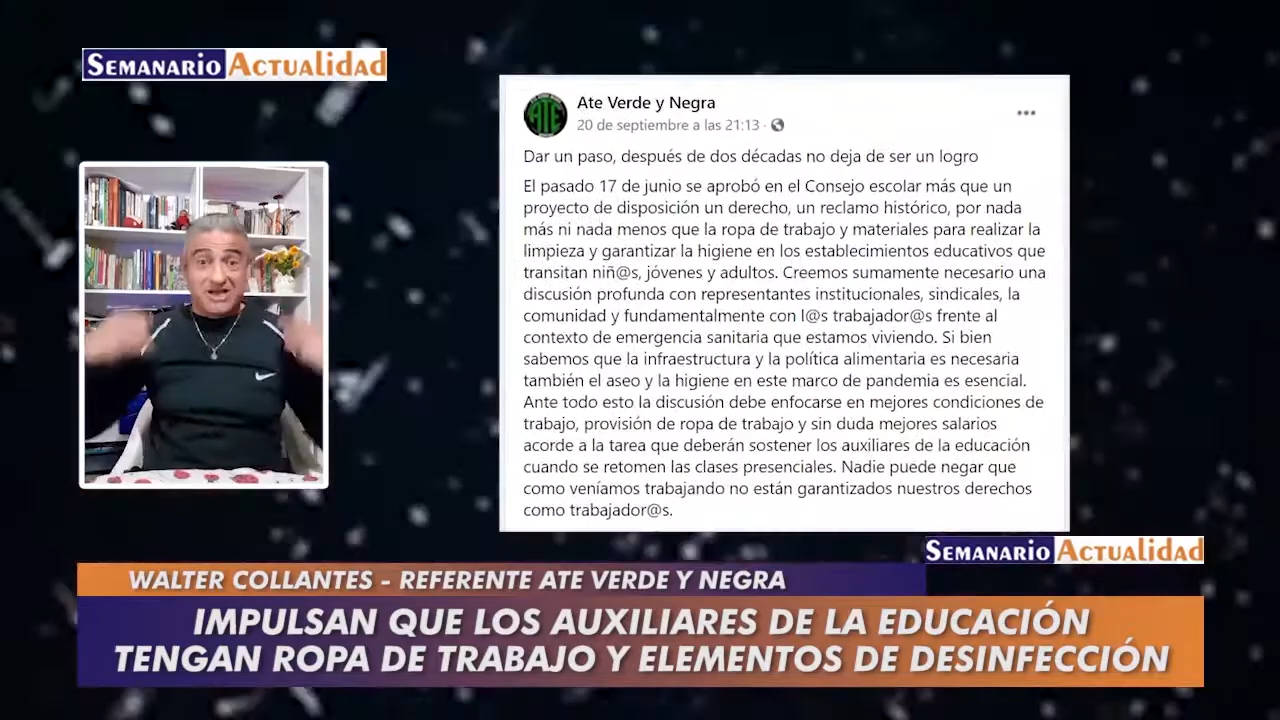 SEMANARIO ACTUALIDAD
Ate Verde y Negra
20 de septiembre a las 21:13 ·
ATE
Dar un paso, después de dos décadas no deja de ser un logro
El pasado 17 de junio se aprobó en el Consejo escolar más que un
proyecto de disposición un derecho, un reclamo histórico, por nada
más ni nada menos que la ropa de trabajo y materiales para realizar la
limpieza y garantizar la higiene en los establecimientos educativos que
transitan niñ@s, jóvenes y adultos. Creemos sumamente necesario una
discusión profunda con representantes institucionales, sindicales, la
comunidad y fundamentalmente con l@s trabajador@s frente al
contexto de emergencia sanitaria que estamos viviendo. Si bien
sabemos que la infraestructura y la política alimentaria es necesaria
también el aseo y la higiene en este marco de pandemia es esencial.
Ante todo esto la discusión debe enfocarse en mejores condiciones de
trabajo, provisión de ropa de trabajo y sin duda mejores salarios
acorde a la tarea que deberán sostener los auxiliares de la educación
cuando se retomen las clases presenciales. Nadie puede negar que
como veníamos trabajando no están garantizados nuestros derechos
como trabajador@s.
SEMANARIO ACTUALIDAD
WALTER COLLANTES - REFERENTE ATE VERDE Y NEGRA
IMPULSAN QUE LOS AUXILIARES DE LA EDUCACIÓN
TENGAN ROPA DE TRABAJO Y ELEMENTOS DE DESINFECCIÓN